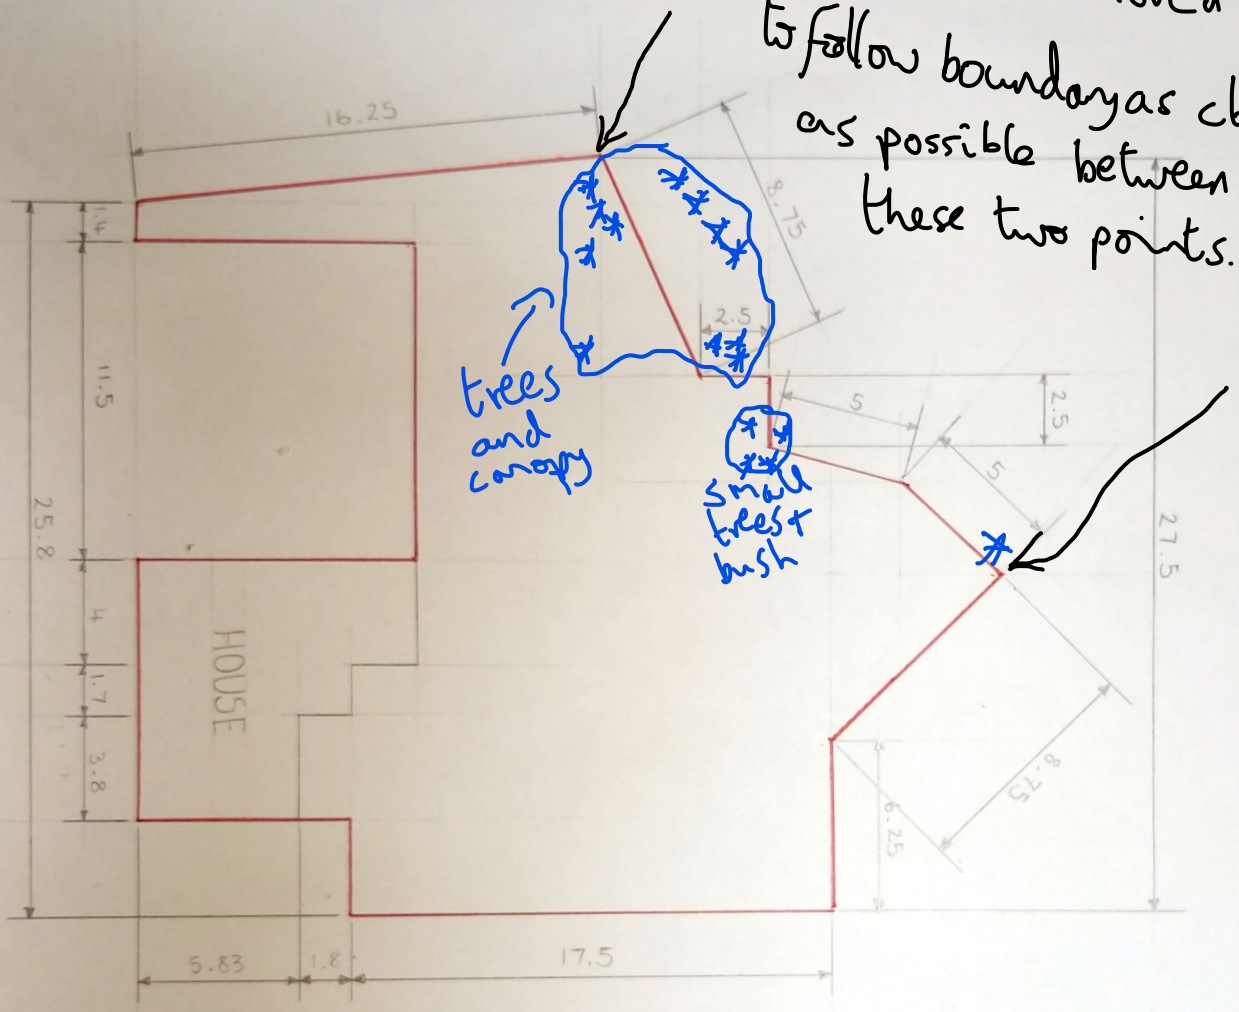 to follow boundary as
as possible between
these two points.
16.25
8.75
1.4
2.5
11.5
trees
and
canopy
5
2.5
small
trees +
bush
5
25.8
27.5
4
HOUSE
1.7
3.8
8.75
6.25
5.83
1.8
17.5